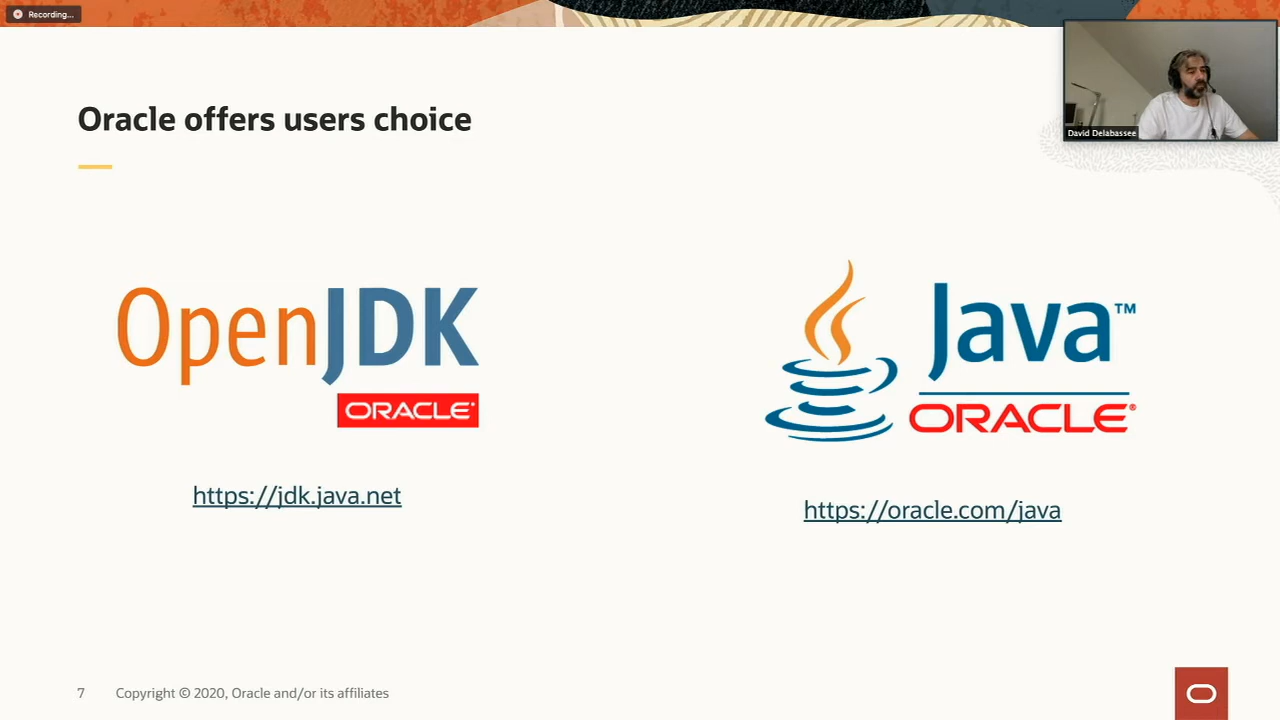 Recording...
Oracle offers users choice
David Delabassee
OpenJDK
ORACLE
Java™
ORACLE®
https://jdk.java.net
https://oracle.com/java
7 Copyright © 2020, Oracle and/or its affiliates